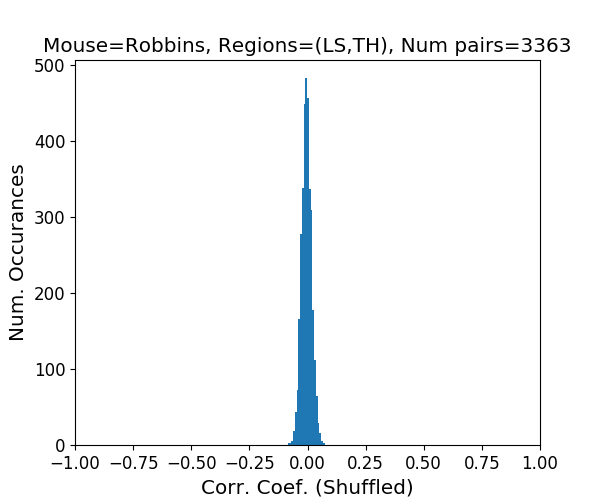 Mouse=Robbins, Regions=(LS,TH), Num pairs=3363
500
400
300
200
100
0
Num. Occurances
−1.00 −0.75 −0.50 −0.25 0.00 0.25 0.50 0.75 1.00
Corr. Coef. (Shuffled)